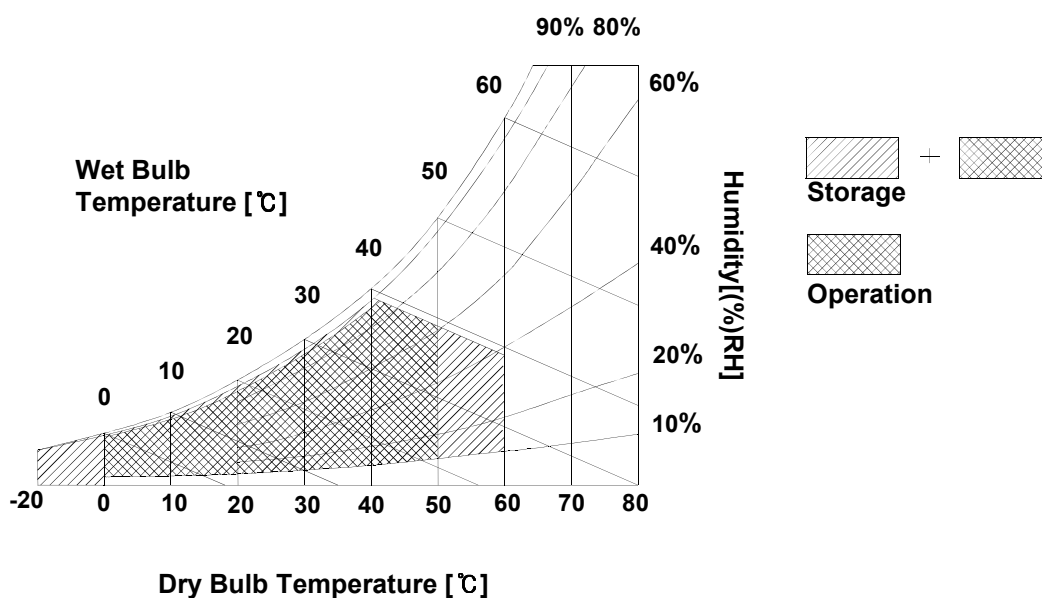 90% 80%
60
60%
Wet Bulb
Temperature [℃]
50
40
30
20
10
0
40%
20%
10%
Humidity[(%)RH]
-20 0 10 20 30 40 50 60 70 80
Dry Bulb Temperature [℃]
+
Storage
Operation